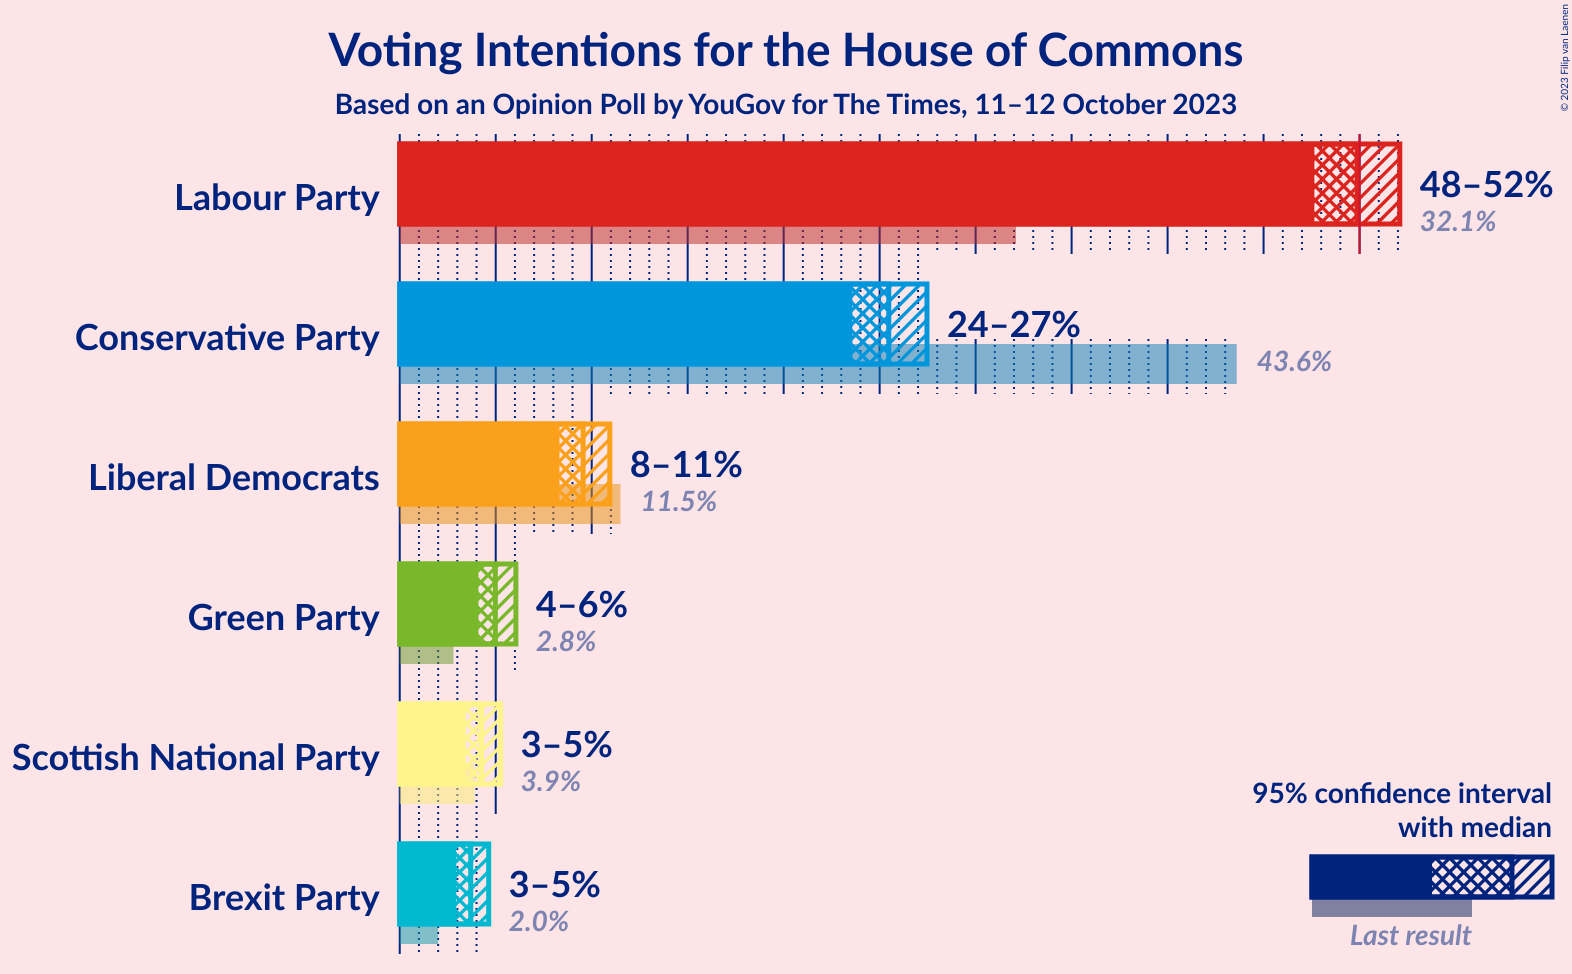 Voting Intentions for the House of Commons
Based on an Opinion Poll by YouGov for The Times, 11–12 October 2023
© 2023 Filip van Laenen
Labour Party
48–52%
32.1%
Conservative Party
24–27%
43.6%
Liberal Democrats
8–11%
11.5%
Green Party
4–6%
2.8%
Scottish National Party
3–5%
3.9%
Brexit Party
3–5%
2.0%
95% confidence interval
with median
Last result